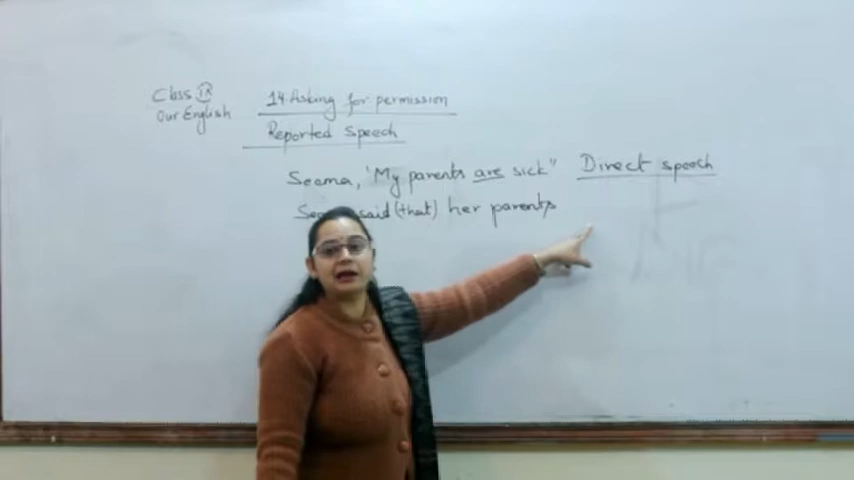 Class IX
Our English
14. Asking for permission
Reported speech
Seema, "My parents are sick" Direct speech
said (that) her parents